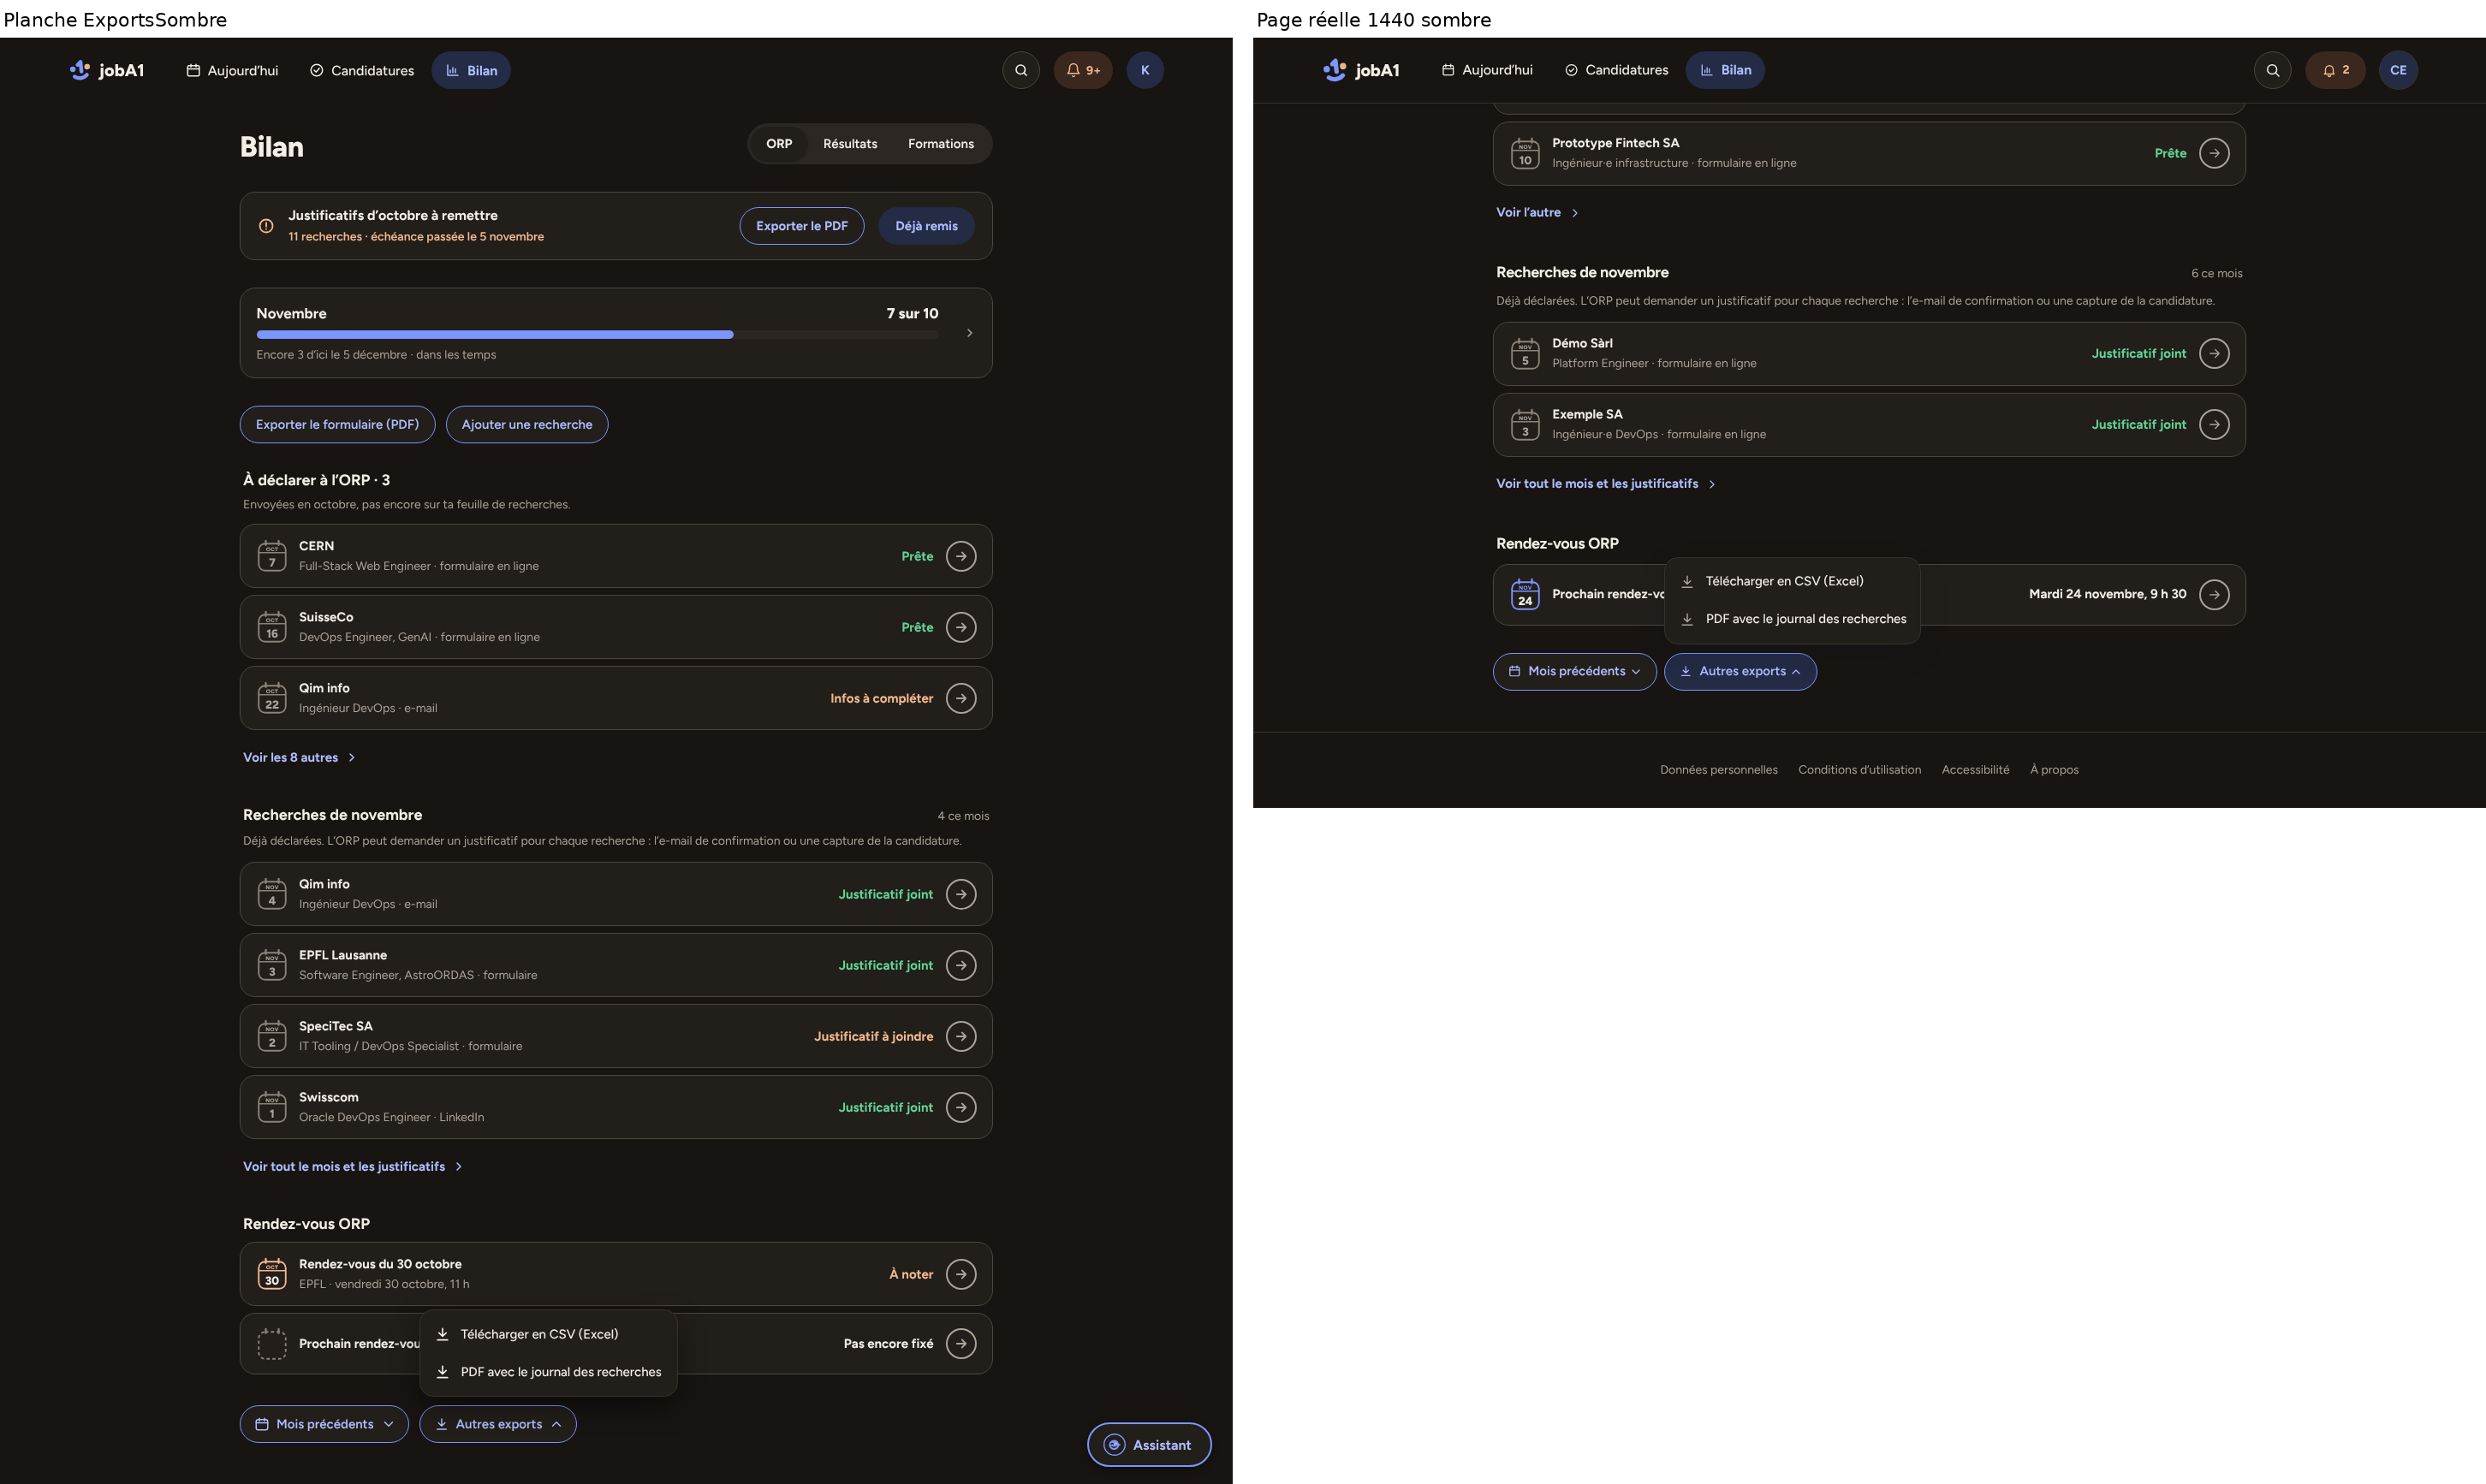 Planche ExportsSombre
jobA1
Aujourd'hui
Candidatures
Bilan
9+
K
Bilan
ORP
Résultats
Formations
Justificatifs d'octobre à remettre
11 recherches · échéance passée le 5 novembre
Exporter le PDF
Déjà remis
Novembre
7 sur 10
Encore 3 d'ici le 5 décembre · dans les temps
Exporter le formulaire (PDF)
Ajouter une recherche
À déclarer à l'ORP · 3
Envoyées en octobre, pas encore sur ta feuille de recherches.
OCT
7
CERN
Full-Stack Web Engineer · formulaire en ligne
Prête
OCT
16
SuisseCo
DevOps Engineer, GenAI · formulaire en ligne
Prête
OCT
22
Qim info
Ingénieur DevOps · e-mail
Infos à compléter
Voir les 8 autres
Recherches de novembre
4 ce mois
Déjà déclarées. L'ORP peut demander un justificatif pour chaque recherche : l'e-mail de confirmation ou une capture de la candidature.
NOV
4
Qim info
Ingénieur DevOps · e-mail
Justificatif joint
NOV
3
EPFL Lausanne
Software Engineer, AstroORDAS · formulaire
Justificatif joint
NOV
2
SpeciTec SA
IT Tooling / DevOps Specialist · formulaire
Justificatif à joindre
NOV
1
Swisscom
Oracle DevOps Engineer · LinkedIn
Justificatif joint
Voir tout le mois et les justificatifs
Rendez-vous ORP
OCT
30
Rendez-vous du 30 octobre
EPFL · vendredi 30 octobre, 11 h
À noter
Prochain rendez-vou
Pas encore fixé
Télécharger en CSV (Excel)
PDF avec le journal des recherches
Mois précédents
Autres exports
Assistant
Page réelle 1440 sombre
jobA1
Aujourd'hui
Candidatures
Bilan
2
CE
NOV
10
Prototype Fintech SA
Ingénieur·e infrastructure · formulaire en ligne
Prête
Voir l'autre
Recherches de novembre
6 ce mois
Déjà déclarées. L'ORP peut demander un justificatif pour chaque recherche : l'e-mail de confirmation ou une capture de la candidature.
NOV
5
Démo Sàrl
Platform Engineer · formulaire en ligne
Justificatif joint
NOV
3
Exemple SA
Ingénieur·e DevOps · formulaire en ligne
Justificatif joint
Voir tout le mois et les justificatifs
Rendez-vous ORP
NOV
24
Prochain rendez-vo
Mardi 24 novembre, 9 h 30
Télécharger en CSV (Excel)
PDF avec le journal des recherches
Mois précédents
Autres exports
Données personnelles
Conditions d'utilisation
Accessibilité
À propos